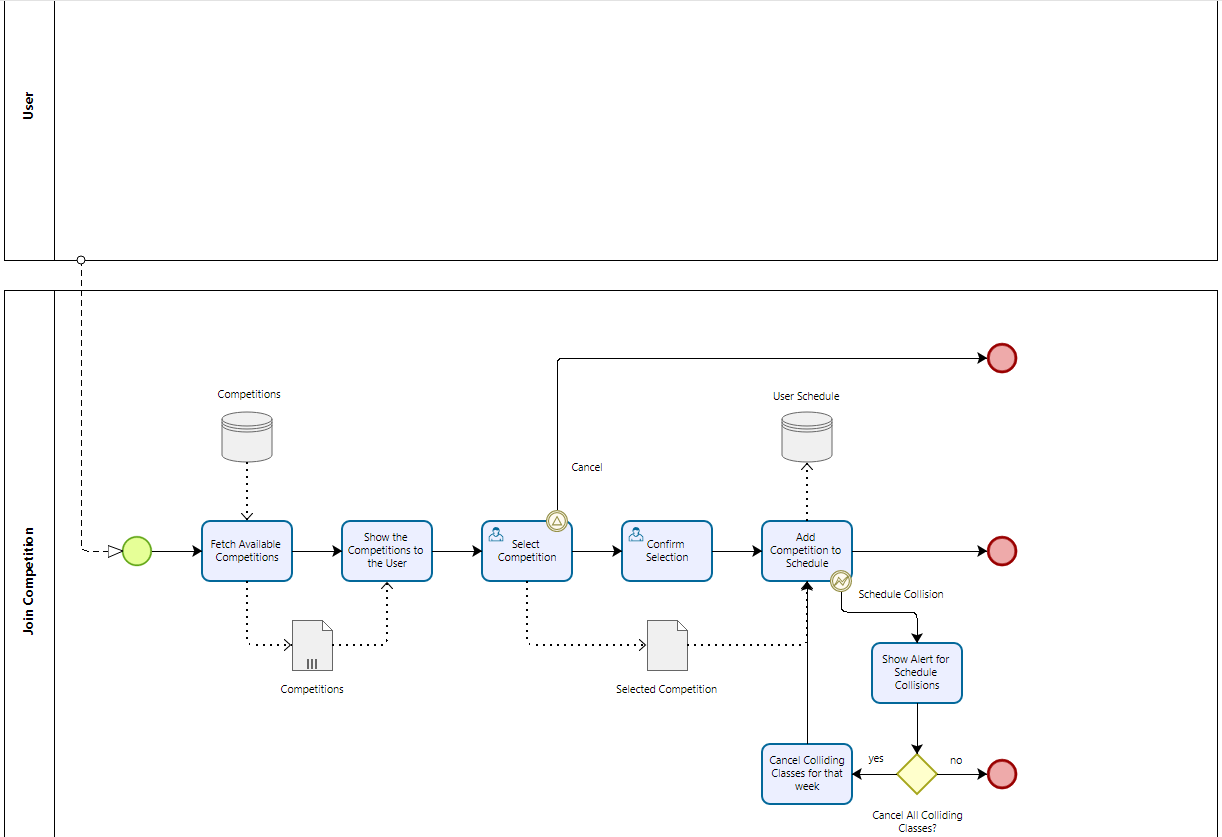 User
Join Competition
Competitions
User Schedule
Cancel
Fetch Available
Competitions
Show the
Competitions to
the User
Select
Competition
Confirm
Selection
Add
Competition to
Schedule
Schedule Collision
Competitions
Selected Competition
Show Alert for
Schedule
Collisions
Cancel Colliding
Classes for that
week
yes
no
Cancel All Colliding
Classes?